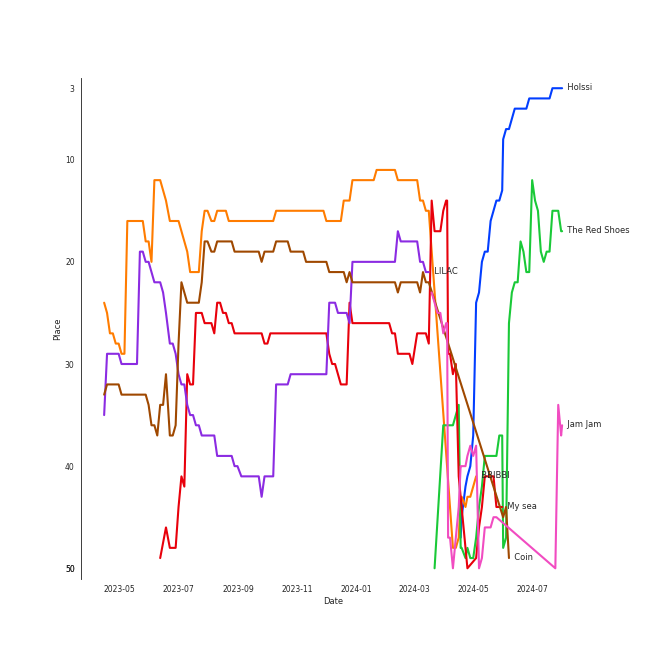 3
Holssi
10
The Red Shoes
20
LILAC
Place
30
Jam Jam
40
BBIBBI
My sea
Coin
50
2023-05
2023-07
2023-09
2023-11
2024-01
2024-03
2024-05
2024-07
Date